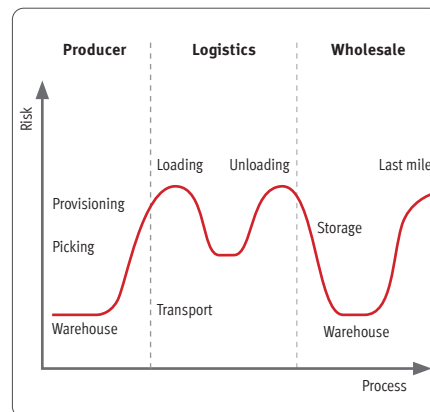 Producer
Logistics
Wholesale
Risk
Loading
Unloading
Last mile
Provisioning
Storage
Picking
Transport
Warehouse
Warehouse
Process